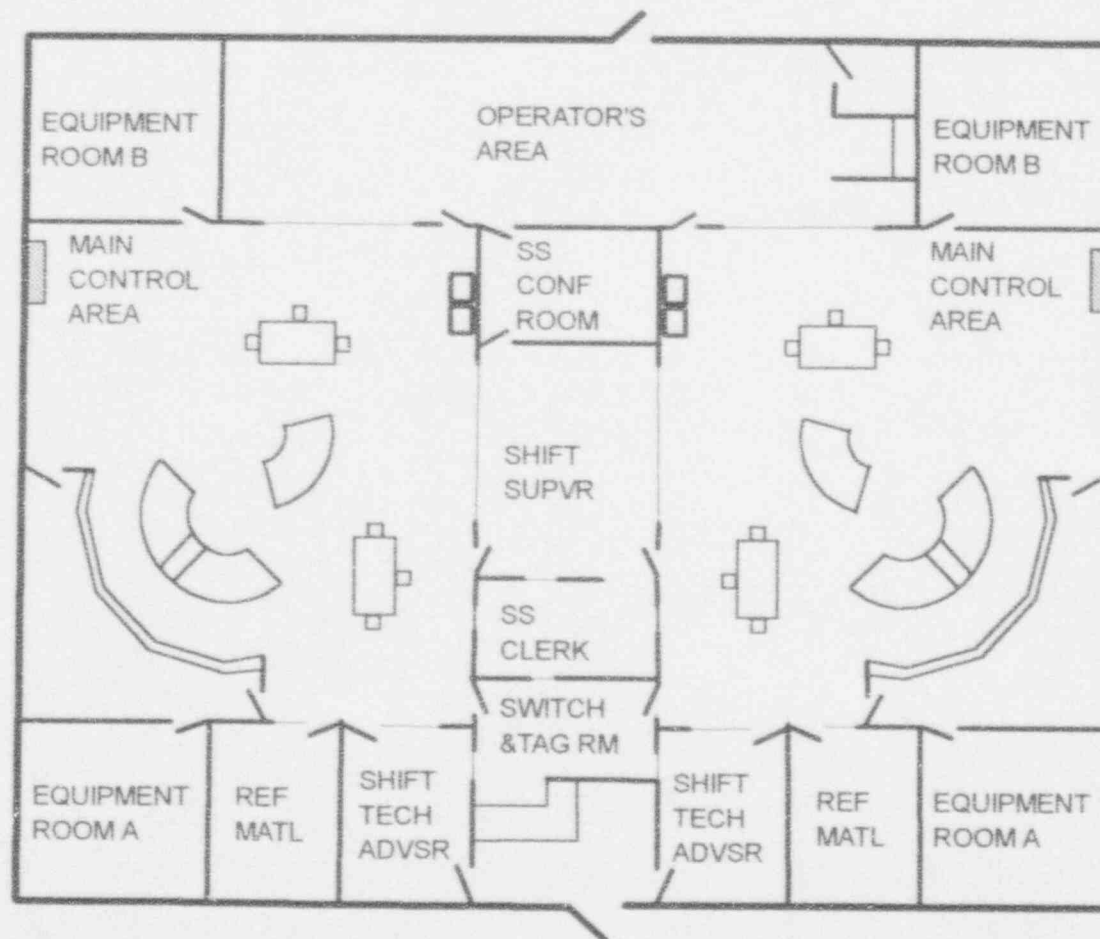 EQUIPMENT
ROOM B
OPERATOR'S
AREA
EQUIPMENT
ROOM B
MAIN
CONTROL
AREA
SS
CONF
ROOM
MAIN
CONTROL
AREA
SHIFT
SUPVR
SS
CLERK
SWITCH
&TAG RM
EQUIPMENT
ROOM A
REF
MATL
SHIFT
TECH
ADVSR
SHIFT
TECH
ADVSR
REF
MATL
EQUIPMENT
ROOM A